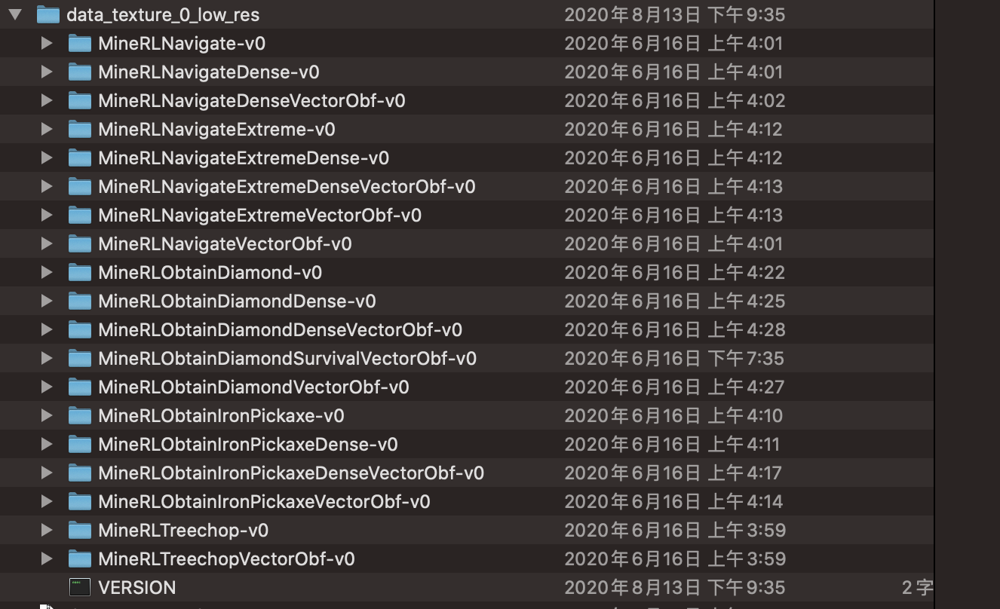 data_texture_0_low_res 2020年8月13日 下午9:35
MineRLNavigate-v0 2020年6月16日 上午4:01
MineRLNavigateDense-v0 2020年6月16日 上午4:01
MineRLNavigateDenseVectorObf-v0 2020年6月16日 上午4:02
MineRLNavigateExtreme-v0 2020年6月16日 上午4:12
MineRLNavigateExtremeDense-v0 2020年6月16日 上午4:12
MineRLNavigateExtremeDenseVectorObf-v0 2020年6月16日 上午4:13
MineRLNavigateExtremeVectorObf-v0 2020年6月16日 上午4:13
MineRLNavigateVectorObf-v0 2020年6月16日 上午4:01
MineRLObtainDiamond-v0 2020年6月16日 上午4:22
MineRLObtainDiamondDense-v0 2020年6月16日 上午4:25
MineRLObtainDiamondDenseVectorObf-v0 2020年6月16日 上午4:28
MineRLObtainDiamondSurvivalVectorObf-v0 2020年6月16日 下午7:35
MineRLObtainDiamondVectorObf-v0 2020年6月16日 上午4:27
MineRLObtainIronPickaxe-v0 2020年6月16日 上午4:10
MineRLObtainIronPickaxeDense-v0 2020年6月16日 上午4:11
MineRLObtainIronPickaxeDenseVectorObf-v0 2020年6月16日 上午4:17
MineRLObtainIronPickaxeVectorObf-v0 2020年6月16日 上午4:14
MineRLTreechop-v0 2020年6月16日 上午3:59
MineRLTreechopVectorObf-v0 2020年6月16日 上午3:59
VERSION 2020年8月13日 下午9:35 2字